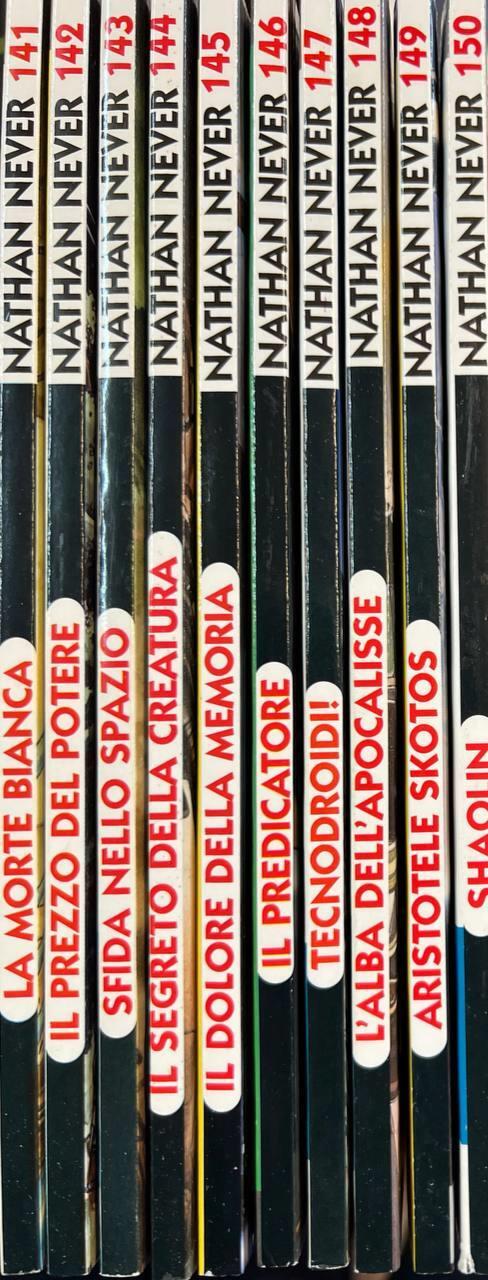 NATHAN NEVER 141
LA MORTE BIANCA
NATHAN NEVER 142
IL PREZZO DEL POTERE
NATHAN NEVER 143
SFIDA NELLO SPAZIO
NATHAN NEVER 144
IL SEGRETO DELLA CREATURA
NATHAN NEVER 145
IL DOLORE DELLA MEMORIA
NATHAN NEVER 146
IL PREDICATORE
NATHAN NEVER 147
TECNODROIDI!
NATHAN NEVER 148
L'ALBA DELL'APOCALISSE
NATHAN NEVER 149
ARISTOTELE SKOTOS
NATHAN NEVER 150
SHAOLIN